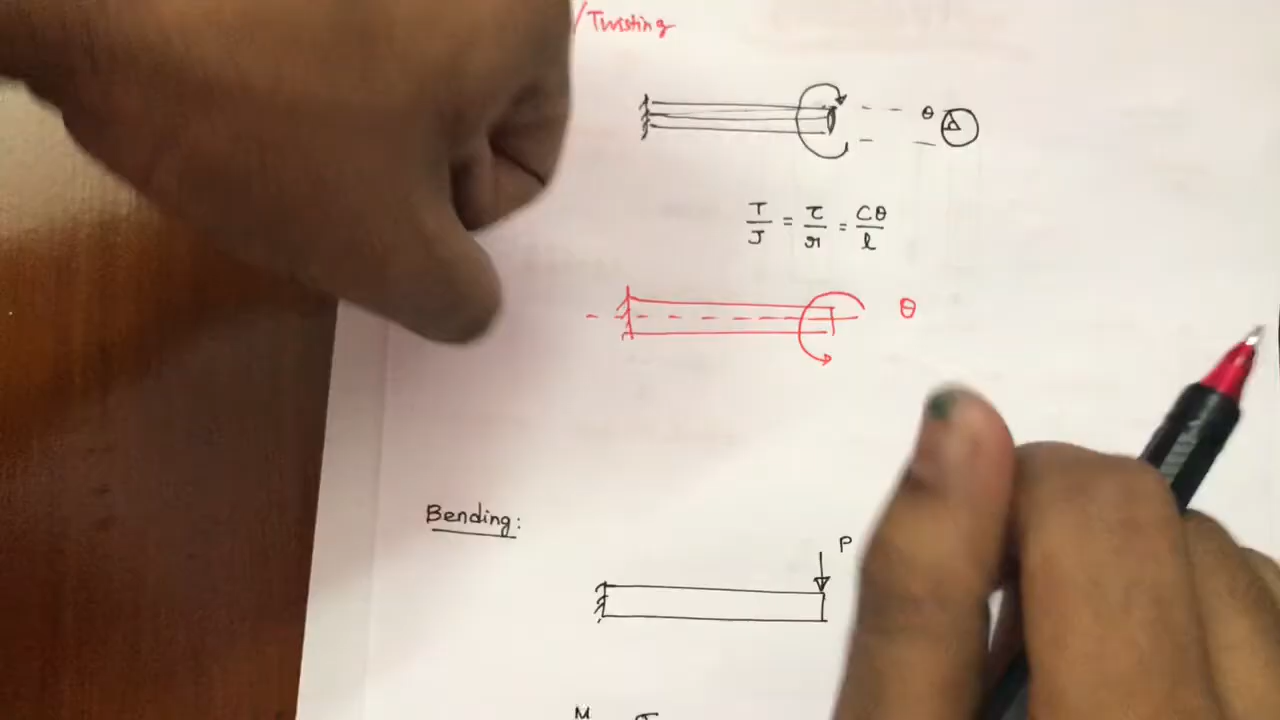 /Twisting
θ
T/J = τ/r = Cθ/l
θ
Bending:
P
M σ